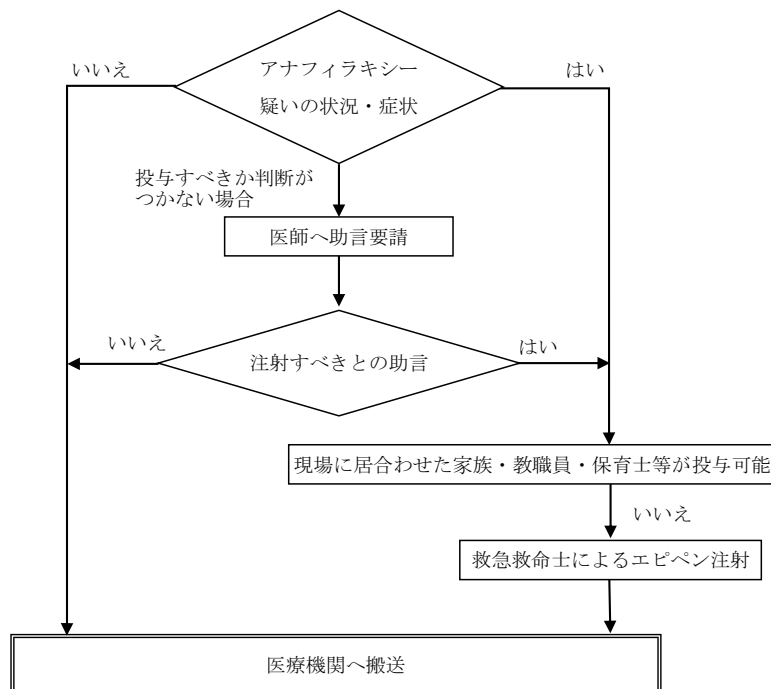 いいえ
アナフィラキシー
疑いの状況・症状
はい
投与すべきか判断が
つかない場合
医師へ助言要請
いいえ
注射すべきとの助言
はい
現場に居合わせた家族・教職員・保育士等が投与可能
いいえ
救急救命士によるエピペン注射
医療機関へ搬送